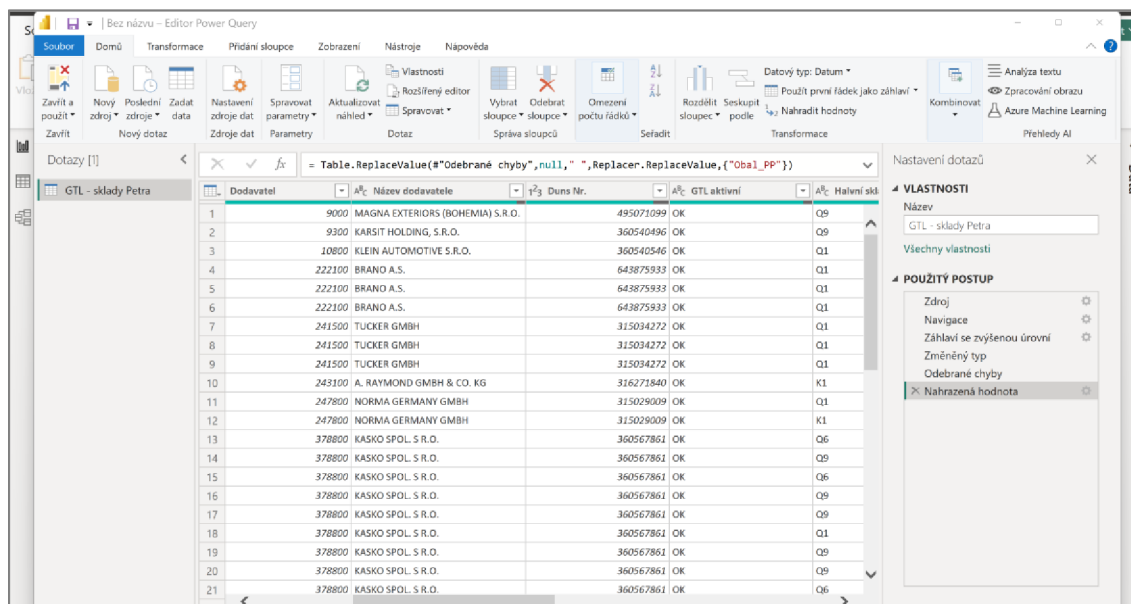 Bez názvu – Editor Power Query
Soubor Domů Transformace Přidání sloupce Zobrazení Nástroje Nápověda
Zavřít a použít
Nový zdroj
Poslední zdroje
Zadat data
Nastavení zdroje dat
Spravovat parametry
Aktualizovat náhled
Vlastnosti
Rozšířený editor
Spravovat
Vybrat sloupce
Odebrat sloupce
Omezení počtu řádků
Rozdělit sloupec
Seskupit podle
Datový typ: Datum
Použít první řádek jako záhlaví
Nahradit hodnoty
Kombinovat
Analýza textu
Zpracování obrazu
Azure Machine Learning
Zavřít Nový dotaz Zdroje dat Parametry Dotaz Správa sloupců Seřadit Transformace Přehledy AI
Dotazy [1]
GTL - sklady Petra
fx = Table.ReplaceValue(#"Odebrané chyby",null," ",Replacer.ReplaceValue,{"Obal_PP"})
Dodavatel ABC Název dodavatele 123 Duns Nr. ABC GTL aktivní ABC Halvní skl
1 9000 MAGNA EXTERIORS (BOHEMIA) S.R.O. 495071099 OK Q9
2 9300 KARSIT HOLDING, S.R.O. 360540496 OK Q9
3 10800 KLEIN AUTOMOTIVE S.R.O. 360540546 OK Q1
4 222100 BRANO A.S. 643875933 OK Q1
5 222100 BRANO A.S. 643875933 OK Q1
6 222100 BRANO A.S. 643875933 OK Q1
7 241500 TUCKER GMBH 315034272 OK Q1
8 241500 TUCKER GMBH 315034272 OK Q1
9 241500 TUCKER GMBH 315034272 OK Q1
10 243100 A. RAYMOND GMBH & CO. KG 316271840 OK K1
11 247800 NORMA GERMANY GMBH 315029009 OK Q1
12 247800 NORMA GERMANY GMBH 315029009 OK K1
13 378800 KASKO SPOL. S R.O. 360567861 OK Q6
14 378800 KASKO SPOL. S R.O. 360567861 OK Q9
15 378800 KASKO SPOL. S R.O. 360567861 OK Q6
16 378800 KASKO SPOL. S R.O. 360567861 OK Q9
17 378800 KASKO SPOL. S R.O. 360567861 OK Q9
18 378800 KASKO SPOL. S R.O. 360567861 OK Q1
19 378800 KASKO SPOL. S R.O. 360567861 OK Q9
20 378800 KASKO SPOL. S R.O. 360567861 OK Q9
21 378800 KASKO SPOL. S R.O. 360567861 OK Q6
Nastavení dotazů
VLASTNOSTI
Název
GTL - sklady Petra
Všechny vlastnosti
POUŽITÝ POSTUP
Zdroj
Navigace
Záhlaví se zvýšenou úrovní
Změněný typ
Odebrané chyby
Nahrazená hodnota